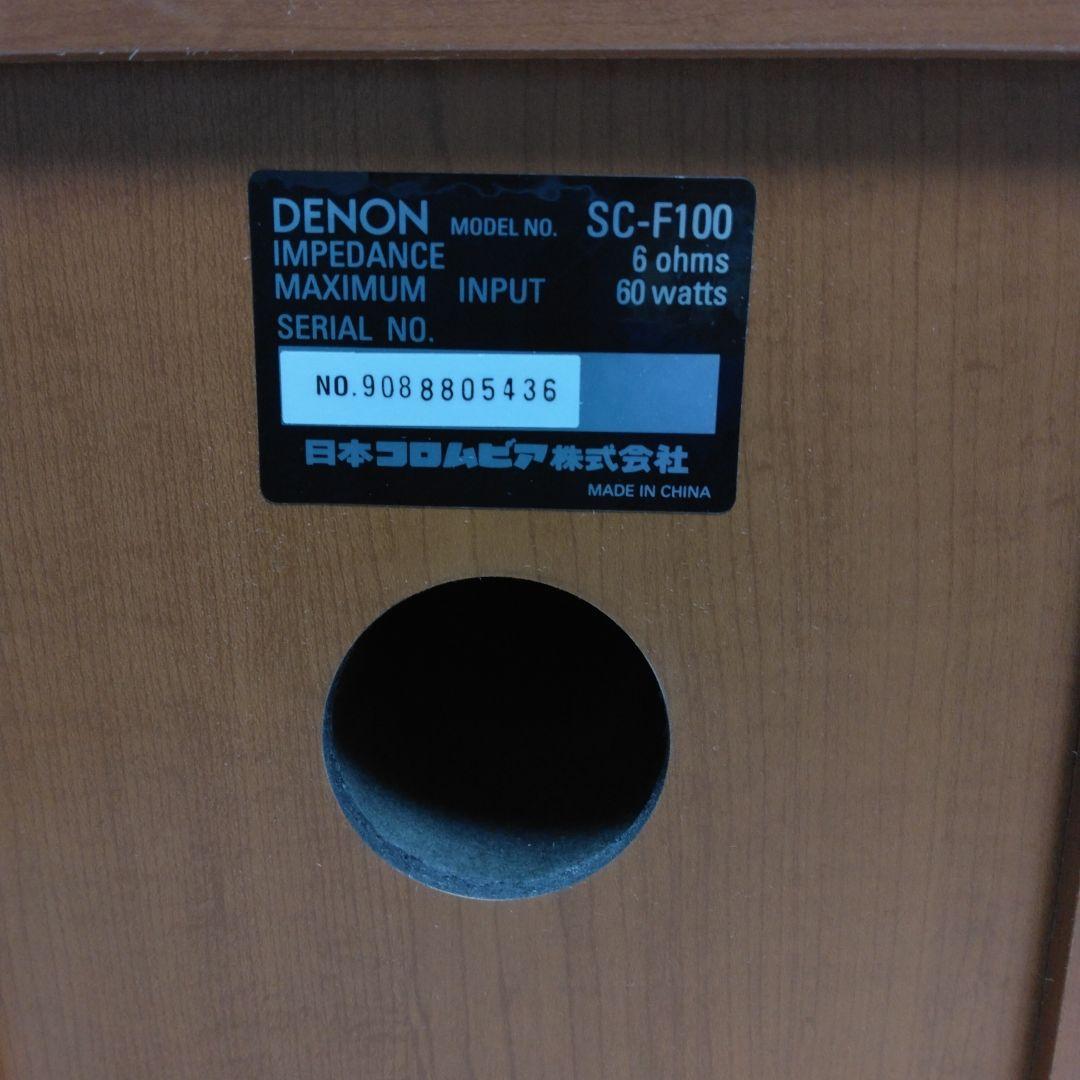 DENON MODEL NO. SC-F100
IMPEDANCE 6 ohms
MAXIMUM INPUT 60 watts
SERIAL NO.
NO.9088805436
日本コロムビア株式会社
MADE IN CHINA